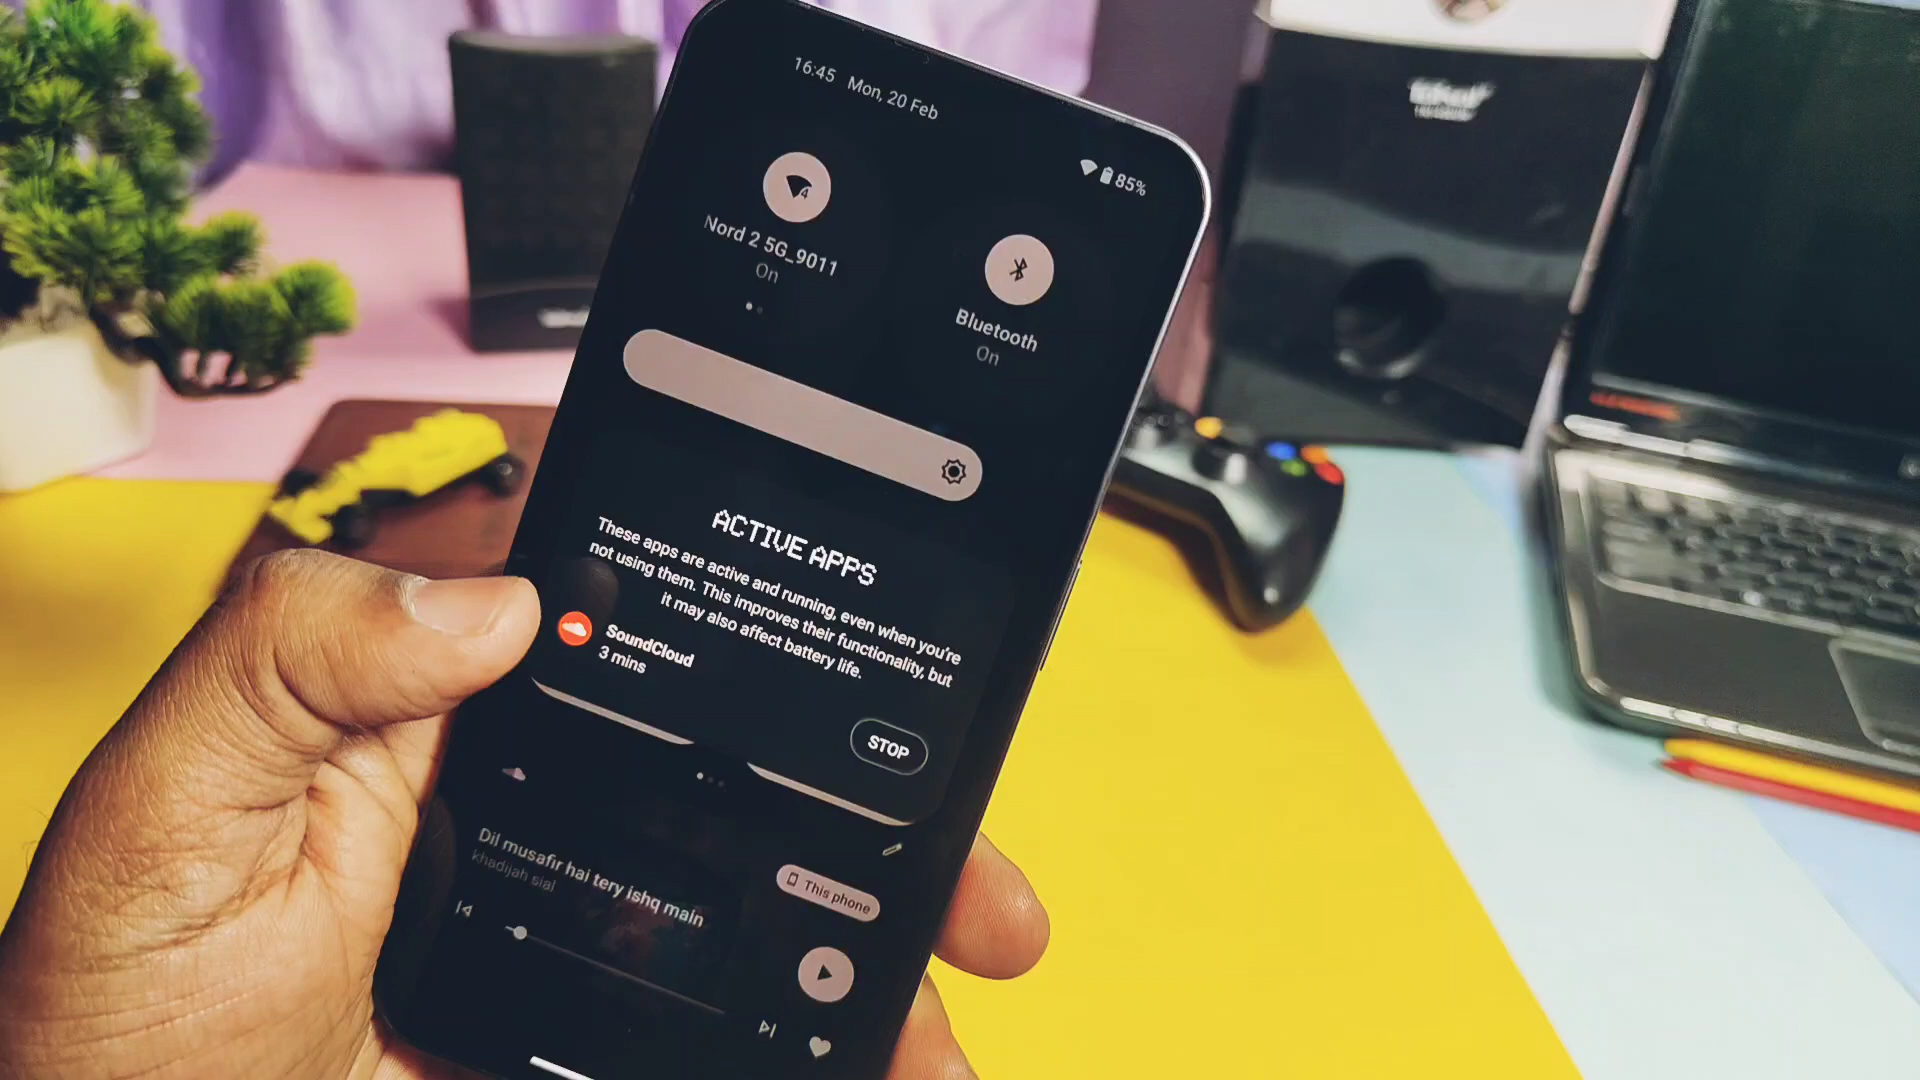 16:45 Mon, 20 Feb
85%
4
Nord 2 5G_9011
On
Bluetooth
On
ACTIVE APPS
These apps are active and running, even when you're
not using them. This improves their functionality, but
it may also affect battery life.
SoundCloud
3 mins
STOP
Dil musafir hai tery ishq main
khadijah sial
This phone